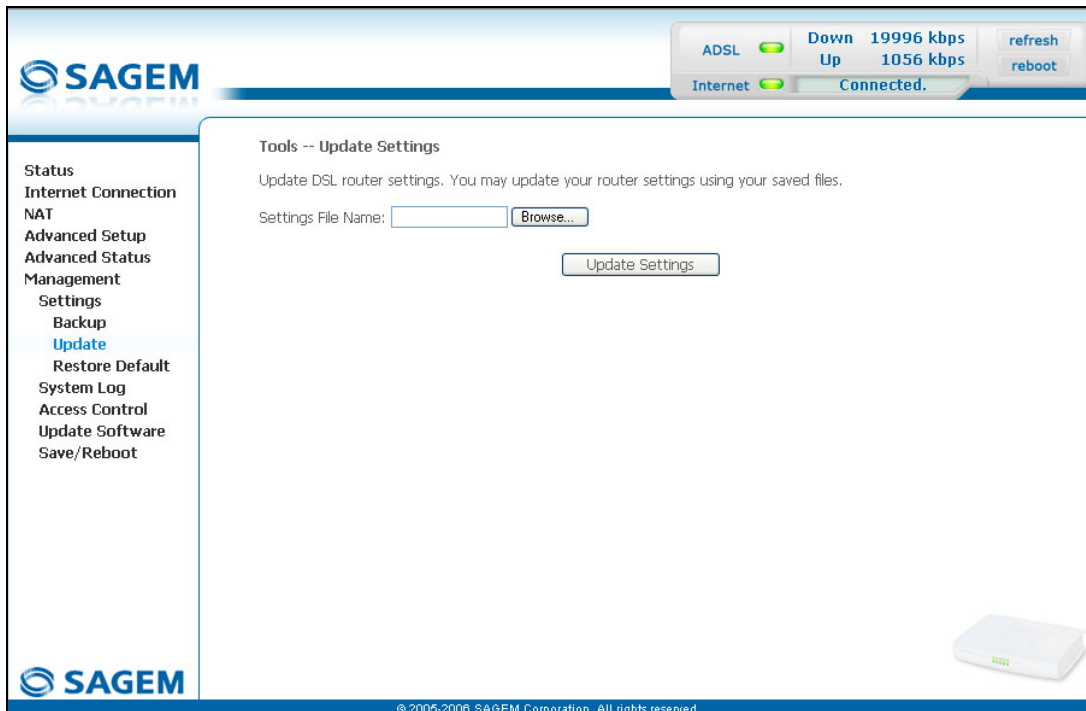 SAGEM
ADSL
Down 19996 kbps
Up 1056 kbps
refresh
reboot
Internet
Connected.
Status
Internet Connection
NAT
Advanced Setup
Advanced Status
Management
Settings
Backup
Update
Restore Default
System Log
Access Control
Update Software
Save/Reboot
Tools -- Update Settings
Update DSL router settings. You may update your router settings using your saved files.
Settings File Name: Browse...
Update Settings
SAGEM
© 2005-2006 SAGEM Corporation. All rights reserved.